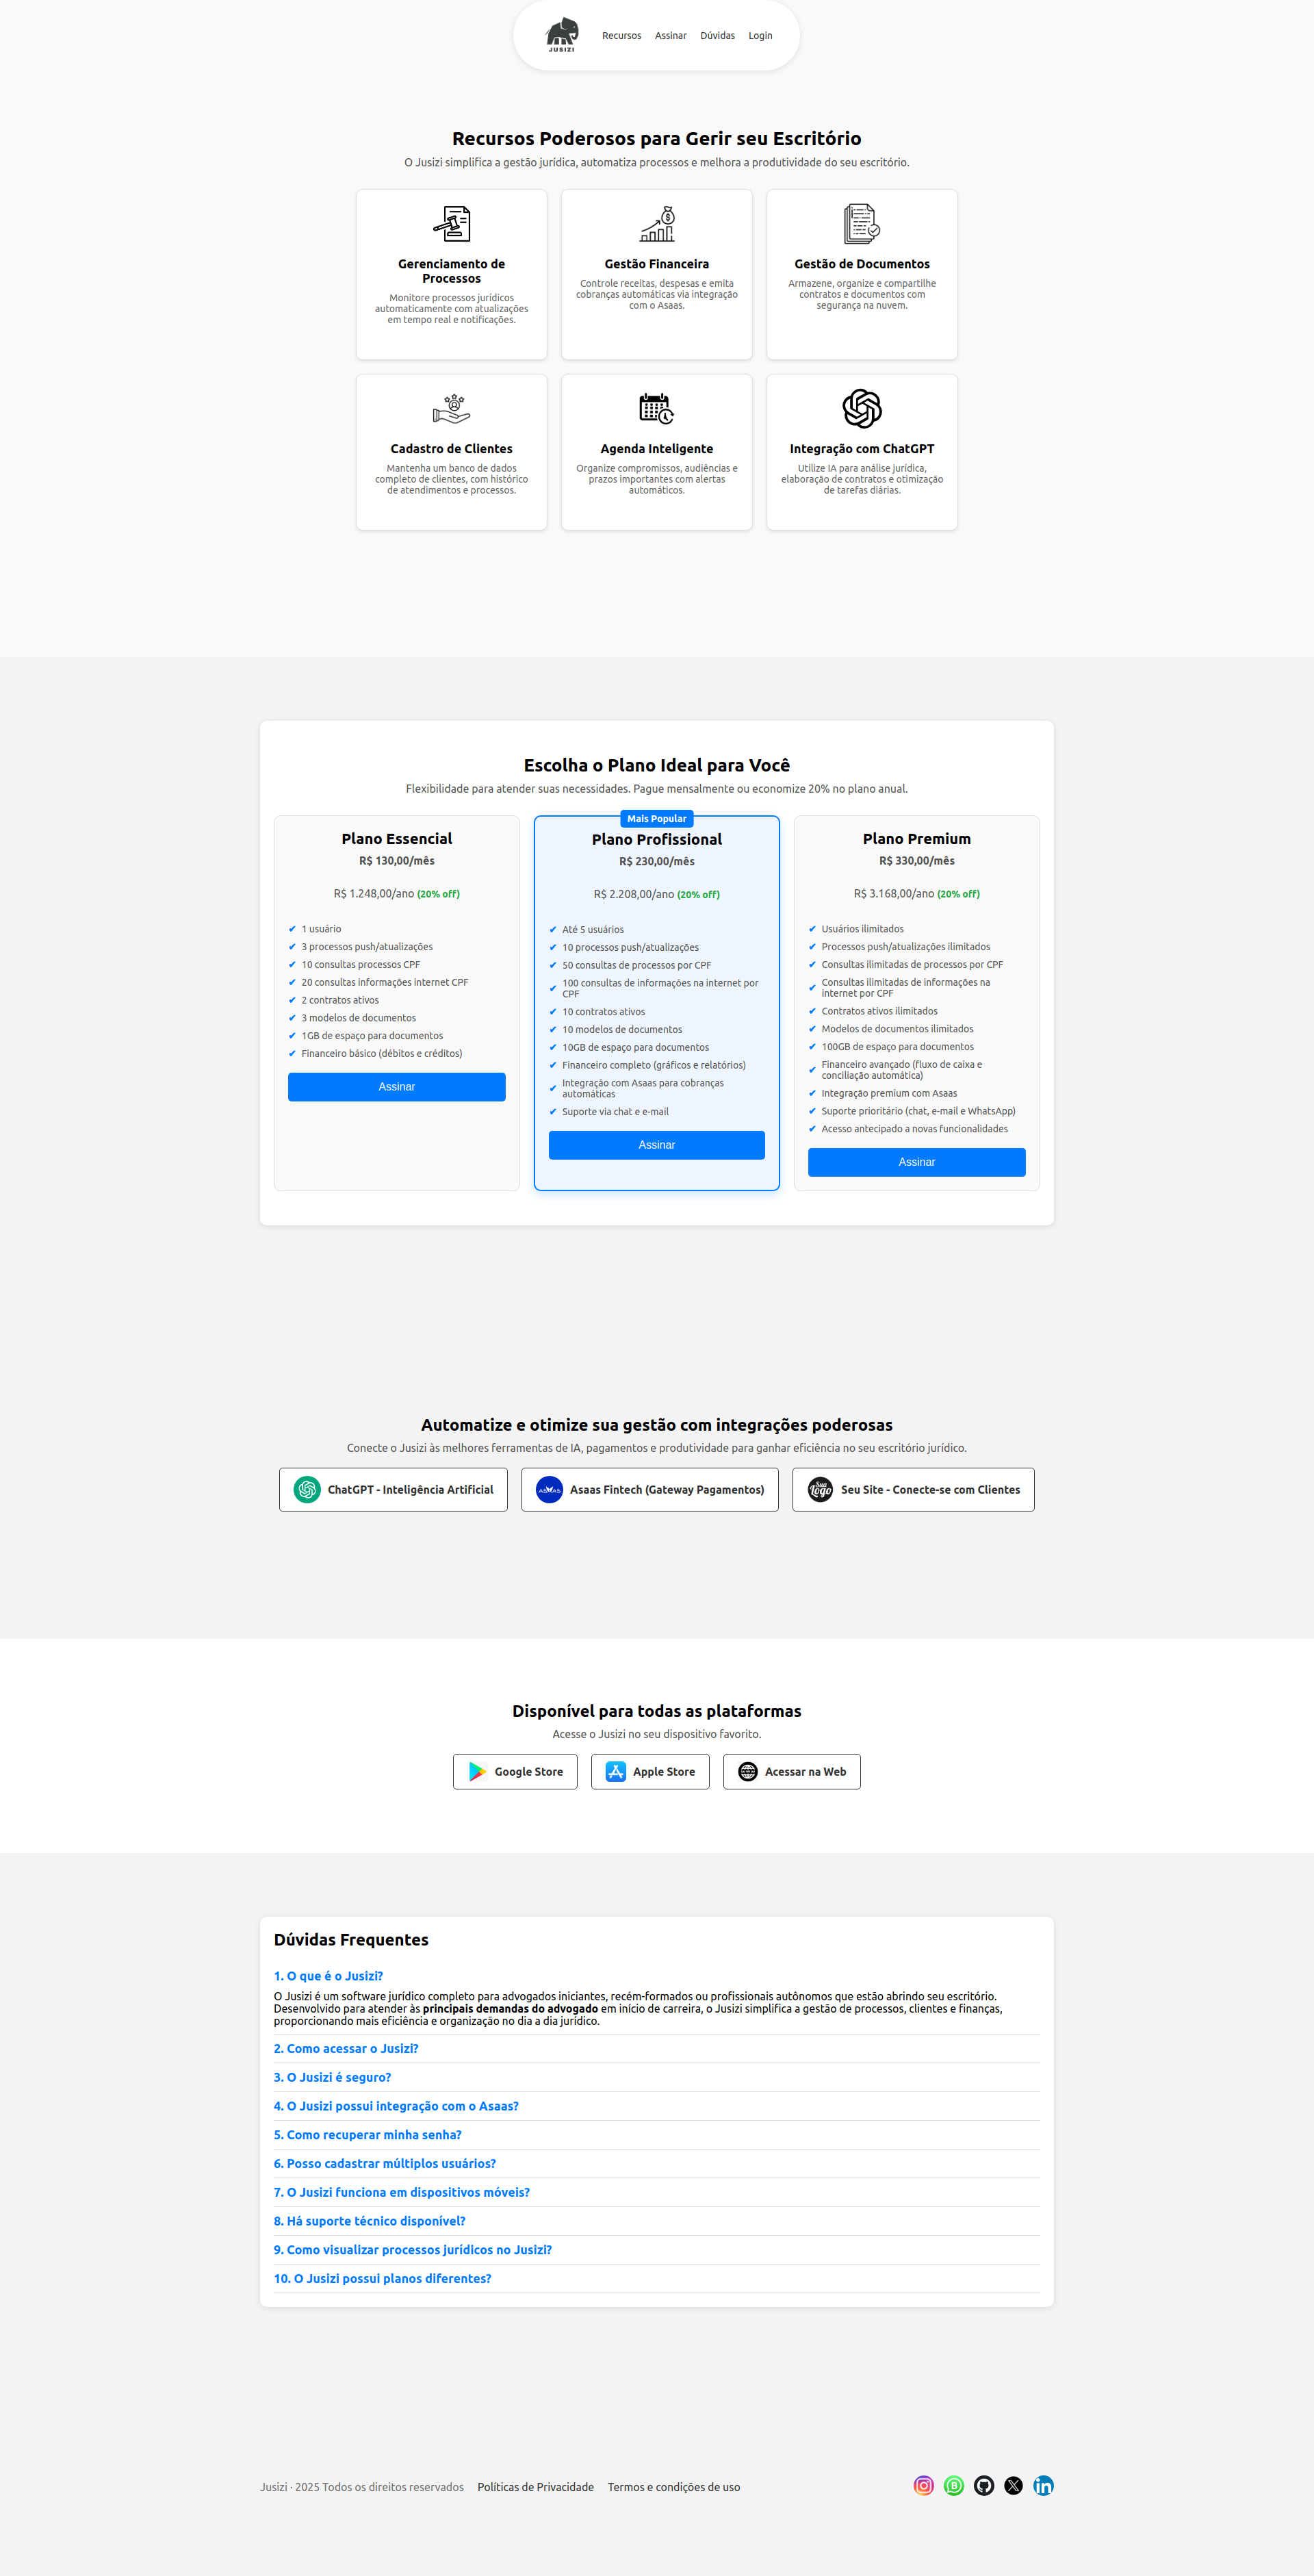 JUSIZI
Recursos
Assinar
Dúvidas
Login
Recursos Poderosos para Gerir seu Escritório
O Jusizi simplifica a gestão jurídica, automatiza processos e melhora a produtividade do seu escritório.
Gerenciamento de
Processos
Monitore processos jurídicos
automaticamente com atualizações
em tempo real e notificações.
Gestão Financeira
Controle receitas, despesas e emita
cobranças automáticas via integração
com o Asaas.
Gestão de Documentos
Armazene, organize e compartilhe
contratos e documentos com
segurança na nuvem.
Cadastro de Clientes
Mantenha um banco de dados
completo de clientes, com histórico
de atendimentos e processos.
Agenda Inteligente
Organize compromissos, audiências e
prazos importantes com alertas
automáticos.
Integração com ChatGPT
Utilize IA para análise jurídica,
elaboração de contratos e otimização
de tarefas diárias.
Escolha o Plano Ideal para Você
Flexibilidade para atender suas necessidades. Pague mensalmente ou economize 20% no plano anual.
Plano Essencial
R$ 130,00/mês
R$ 1.248,00/ano (20% off)
✔ 1 usuário
✔ 3 processos push/atualizações
✔ 10 consultas processos CPF
✔ 20 consultas informações internet CPF
✔ 2 contratos ativos
✔ 3 modelos de documentos
✔ 1GB de espaço para documentos
✔ Financeiro básico (débitos e créditos)
Assinar
Mais Popular
Plano Profissional
R$ 230,00/mês
R$ 2.208,00/ano (20% off)
✔ Até 5 usuários
✔ 10 processos push/atualizações
✔ 50 consultas de processos por CPF
✔ 100 consultas de informações na internet por
CPF
✔ 10 contratos ativos
✔ 10 modelos de documentos
✔ 10GB de espaço para documentos
✔ Financeiro completo (gráficos e relatórios)
✔ Integração com Asaas para cobranças
automáticas
✔ Suporte via chat e e-mail
Assinar
Plano Premium
R$ 330,00/mês
R$ 3.168,00/ano (20% off)
✔ Usuários ilimitados
✔ Processos push/atualizações ilimitados
✔ Consultas ilimitadas de processos por CPF
✔ Consultas ilimitadas de informações na
internet por CPF
✔ Contratos ativos ilimitados
✔ Modelos de documentos ilimitados
✔ 100GB de espaço para documentos
✔ Financeiro avançado (fluxo de caixa e
conciliação automática)
✔ Integração premium com Asaas
✔ Suporte prioritário (chat, e-mail e WhatsApp)
✔ Acesso antecipado a novas funcionalidades
Assinar
Automatize e otimize sua gestão com integrações poderosas
Conecte o Jusizi às melhores ferramentas de IA, pagamentos e produtividade para ganhar eficiência no seu escritório jurídico.
ChatGPT - Inteligência Artificial
ASAAS
Asaas Fintech (Gateway Pagamentos)
Sua
Logo
Seu Site - Conecte-se com Clientes
Disponível para todas as plataformas
Acesse o Jusizi no seu dispositivo favorito.
Google Store
Apple Store
Acessar na Web
Dúvidas Frequentes
1. O que é o Jusizi?
O Jusizi é um software jurídico completo para advogados iniciantes, recém-formados ou profissionais autônomos que estão abrindo seu escritório.
Desenvolvido para atender às principais demandas do advogado em início de carreira, o Jusizi simplifica a gestão de processos, clientes e finanças,
proporcionando mais eficiência e organização no dia a dia jurídico.
2. Como acessar o Jusizi?
3. O Jusizi é seguro?
4. O Jusizi possui integração com o Asaas?
5. Como recuperar minha senha?
6. Posso cadastrar múltiplos usuários?
7. O Jusizi funciona em dispositivos móveis?
8. Há suporte técnico disponível?
9. Como visualizar processos jurídicos no Jusizi?
10. O Jusizi possui planos diferentes?
Jusizi · 2025 Todos os direitos reservados
Políticas de Privacidade
Termos e condições de uso